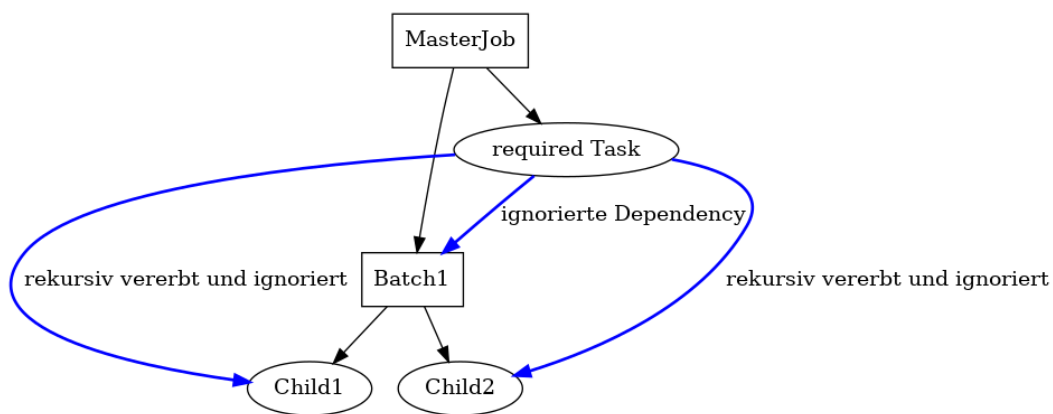 MasterJob
required Task
ignorierte Dependency
rekursiv vererbt und ignoriert
Batch1
rekursiv vererbt und ignoriert
Child1
Child2